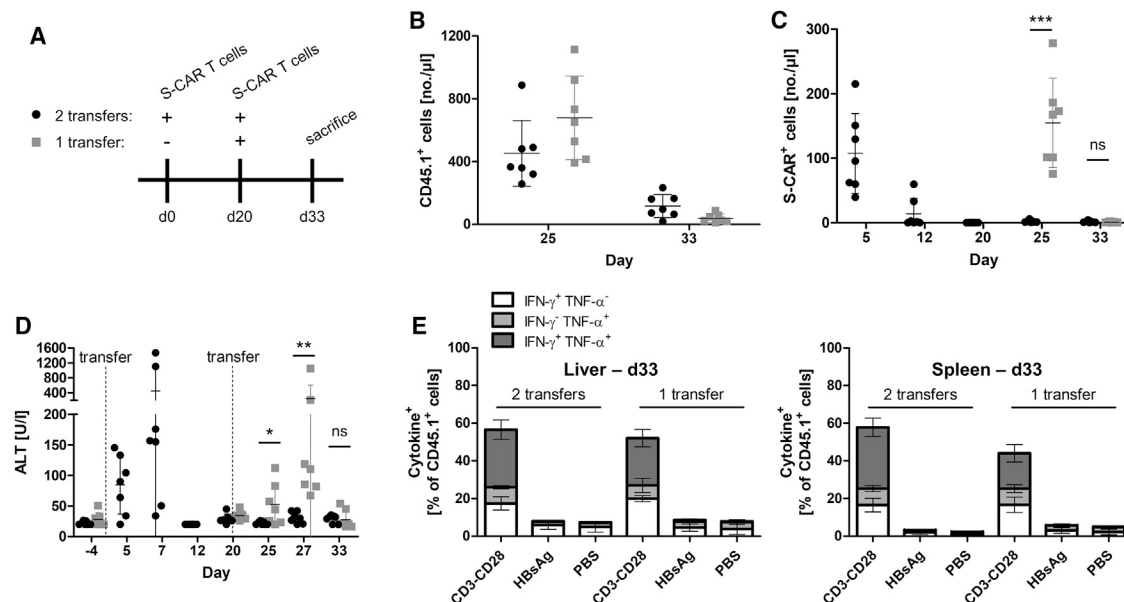 A
S-CAR T cells
S-CAR T cells
sacrifice
2 transfers: + +
1 transfer: - +
d0 d20 d33
B
CD45.1+ cells [no./µl]
1200
800
400
0
25 33
Day
C
S-CAR+ cells [no./µl]
300
200
100
0
***
ns
5 12 20 25 33
Day
D
ALT [U/l]
1600
1400
1200
1000
800
600
400
200
200
150
100
50
0
transfer transfer
*
**
ns
-4 5 7 12 20 25 27 33
Day
E
IFN-γ+ TNF-α-
IFN-γ- TNF-α+
IFN-γ+ TNF-α+
Cytokine+
[% of CD45.1+ cells]
100
80
60
40
20
0
Liver – d33
2 transfers 1 transfer
CD3-CD28 HBsAg PBS CD3-CD28 HBsAg PBS
Cytokine+
[% of CD45.1+ cells]
100
80
60
40
20
0
Spleen – d33
2 transfers 1 transfer
CD3-CD28 HBsAg PBS CD3-CD28 HBsAg PBS